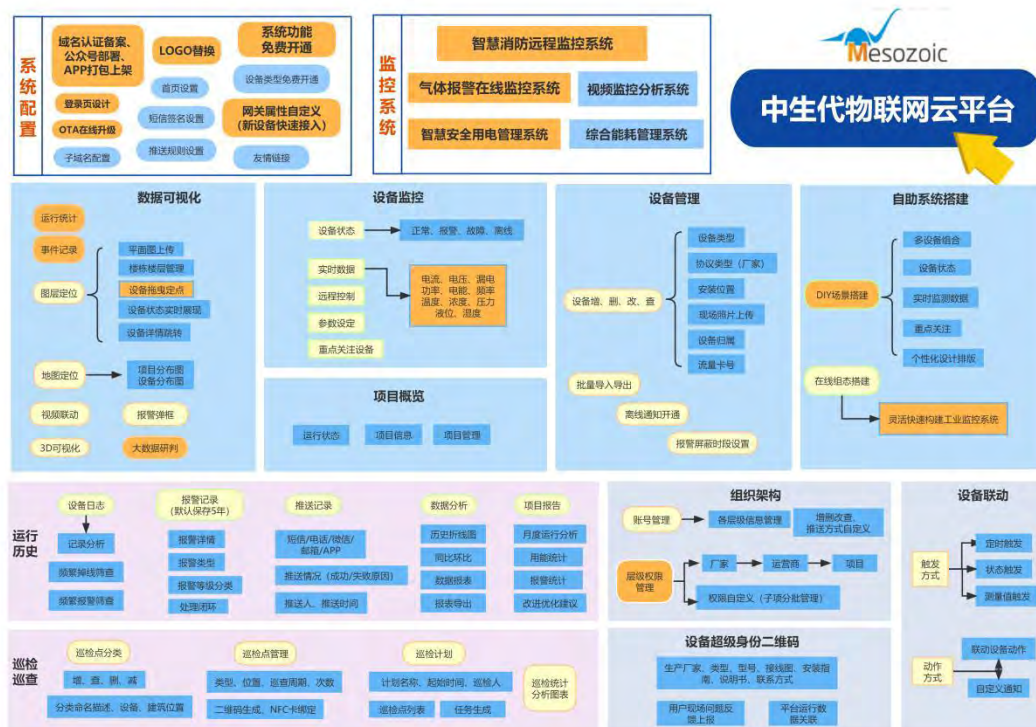 系统配置
域名认证备案、
公众号部署、
APP打包上架
LOGO替换
系统功能
免费开通
首页设置
设备类型免费开通
登录页设计
短信签名设置
网关属性自定义
(新设备快速接入)
OTA在线升级
子域名配置
推送规则设置
友情链接
监控系统
智慧消防远程监控系统
气体报警在线监控系统
视频监控分析系统
智慧安全用电管理系统
综合能耗管理系统
Mesozoic
中生代物联网云平台
数据可视化
运行统计
事件记录
图层定位
平面图上传
楼栋楼层管理
设备拖曳定点
设备状态实时展现
设备详情跳转
地图定位
项目分布图
设备分布图
视频联动
报警弹框
3D可视化
大数据研判
设备监控
设备状态
正常、报警、故障、离线
实时数据
远程控制
参数设定
重点关注设备
电流、电压、漏电
功率、电能、频率
温度、浓度、压力
液位、湿度
项目概览
运行状态
项目信息
项目管理
设备管理
设备增、删、改、查
设备类型
协议类型（厂家）
安装位置
现场照片上传
设备归属
流量卡号
批量导入导出
离线通知开通
报警屏蔽时段设置
自助系统搭建
DIY场景搭建
多设备组合
设备状态
实时监测数据
重点关注
个性化设计排版
在线组态搭建
灵活快速构建工业监控系统
运行
历史
设备日志
记录分析
频繁掉线筛查
频繁报警筛查
报警记录
(默认保存5年)
报警详情
报警类型
报警等级分类
处理闭环
推送记录
短信/电话/微信/
邮箱/APP
推送情况（成功/失败原因）
推送人、推送时间
数据分析
历史折线图
同比环比
数据报表
报表导出
项目报告
月度运行分析
用能统计
报警统计
改进优化建议
组织架构
账号管理
各层级信息管理
增删改查、
推送方式自定义
层级权限
管理
厂家
运营商
项目
权限自定义（子项分批管理）
设备联动
触发
方式
定时触发
状态触发
测量值触发
动作
方式
联动设备动作
自定义通知
巡检
巡查
巡检点分类
增、查、删、减
分类命名描述、设备、建筑位置
巡检点管理
类型、位置、巡查周期、次数
二维码生成、NFC卡绑定
巡检计划
计划名称、起始时间、巡检人
巡检点列表
任务生成
巡检统计
分析图表
设备超级身份二维码
生产厂家、类型、型号、接线图、安装指
南、说明书、联系方式
用户现场问题反
馈上报
平台运行数
据关联